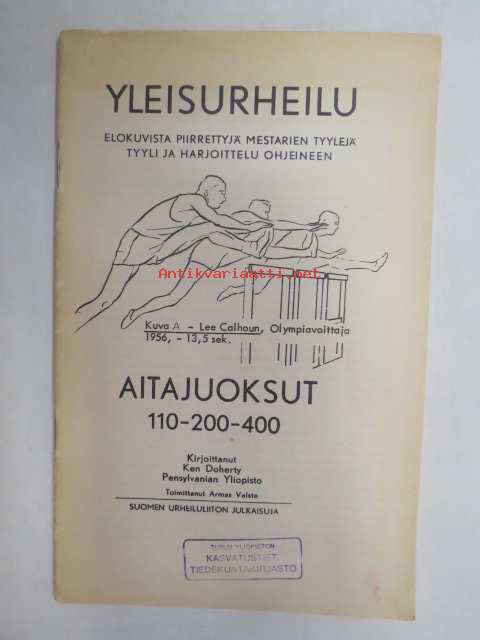 YLEISURHEILU
ELOKUVISTA PIIRRETTYJÄ MESTARIEN TYYLEJÄ
TYYLI JA HARJOITTELU OHJEINEEN
Antikvariaatti.net
Kuva A – Lee Calhoun, Olympiavoittaja
1956, – 13,5 sek.
AITAJUOKSUT
110–200–400
Kirjoittanut
Ken Doherty
Pensylvanian Yliopisto
Toimittanut Armas Valste
SUOMEN URHEILULIITON JULKAISUJA
TURUN YLIOPISTON
KASVATUSTIET.
TIEDEKUNTAKIRJASTO